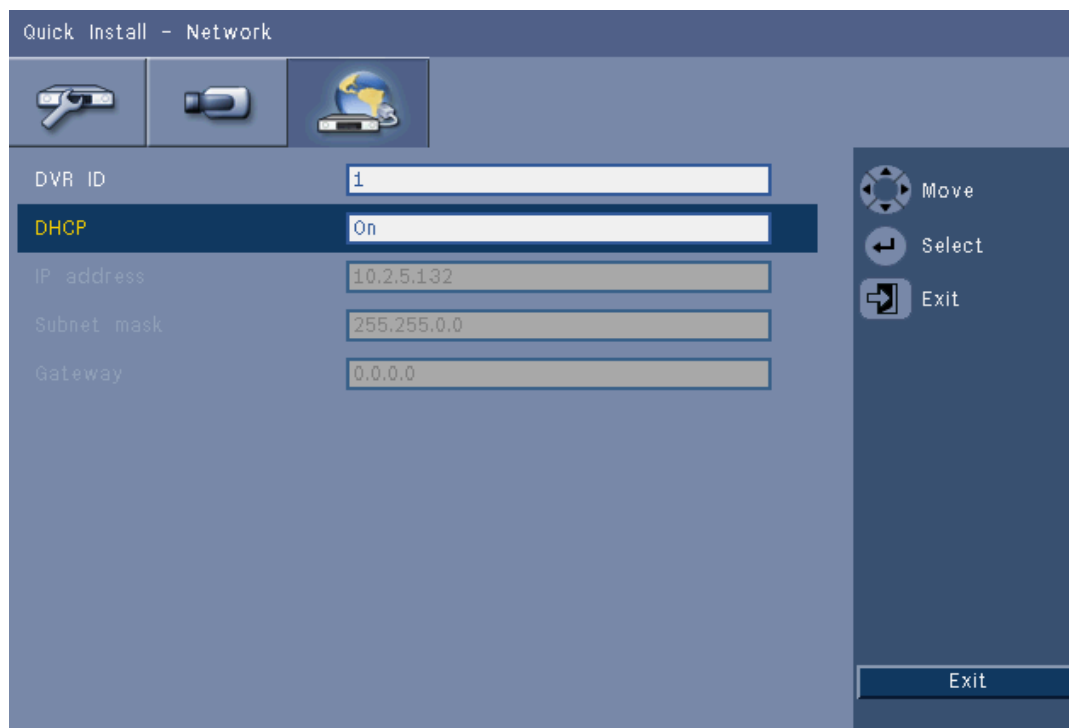 Quick Install - Network
DVR ID 1
DHCP On
IP address 10.2.5.132
Subnet mask 255.255.0.0
Gateway 0.0.0.0
Move
Select
Exit
Exit